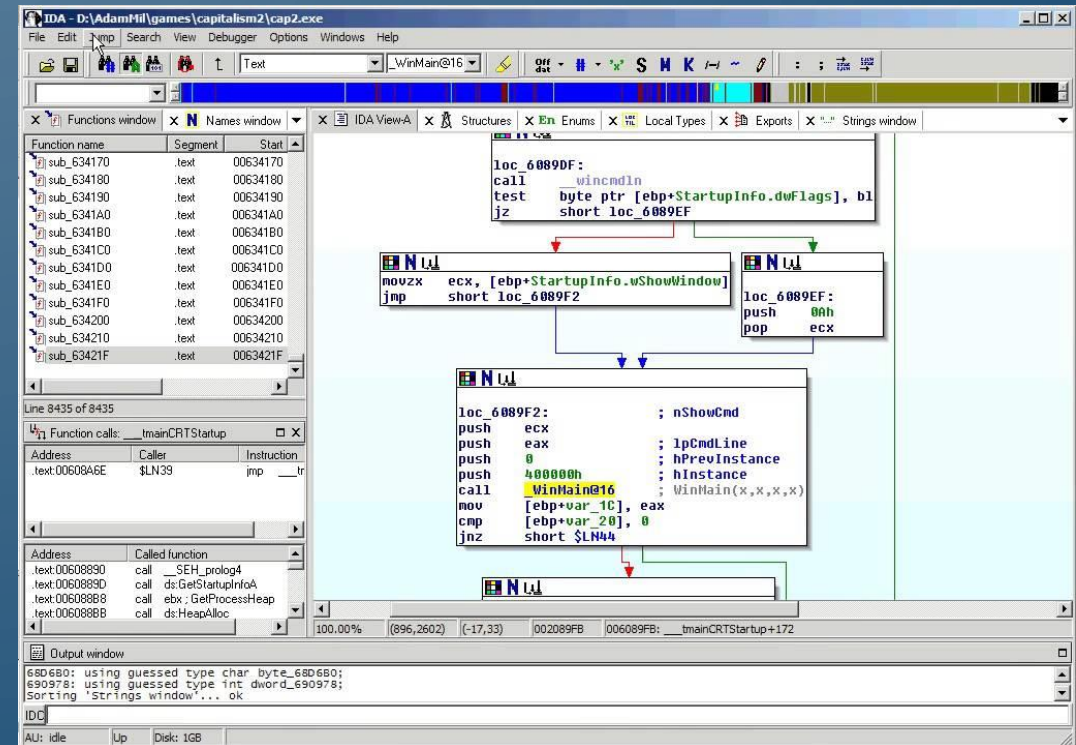 IDA - D:\AdamMil\games\capitalism2\cap2.exe
File Edit Jump Search View Debugger Options Windows Help
Text
_WinMain@16
Off dat # 'x' S M K
: ;
X Functions window X N Names window
X IDA View-A X Structures X En Enums X Local Types X Exports X "..." Strings window
Function name Segment Start
sub_634170 .text 00634170
sub_634180 .text 00634180
sub_634190 .text 00634190
sub_6341A0 .text 006341A0
sub_6341B0 .text 006341B0
sub_6341C0 .text 006341C0
sub_6341D0 .text 006341D0
sub_6341E0 .text 006341E0
sub_6341F0 .text 006341F0
sub_634200 .text 00634200
sub_634210 .text 00634210
sub_63421F .text 0063421F
Line 8435 of 8435
Function calls: ___tmainCRTStartup
Address Caller Instruction
.text:00608A6E $LN39 jmp ___tr
Address Called function
.text:00608890 call __SEH_prolog4
.text:0060889D call ds:GetStartupInfoA
.text:006088B8 call ebx ; GetProcessHeap
.text:006088BB call ds:HeapAlloc
loc_6089DF:
call __wincmdln
test byte ptr [ebp+StartupInfo.dwFlags], bl
jz short loc_6089EF
movzx ecx, [ebp+StartupInfo.wShowWindow]
jmp short loc_6089F2
loc_6089EF:
push 0Ah
pop ecx
loc_6089F2: ; nShowCmd
push ecx
push eax ; lpCmdLine
push 0 ; hPrevInstance
push 400000h ; hInstance
call _WinMain@16 ; WinMain(x,x,x,x)
mov [ebp+var_1C], eax
cmp [ebp+var_20], 0
jnz short $LN44
100.00% (896,2602) (-17,33) 002089FB 006089FB: ___tmainCRTStartup+172
Output window
68D6B0: using guessed type char byte_68D6B0;
690978: using guessed type int dword_690978;
Sorting 'Strings window'... ok
IDC
AU: idle Up Disk: 1GB